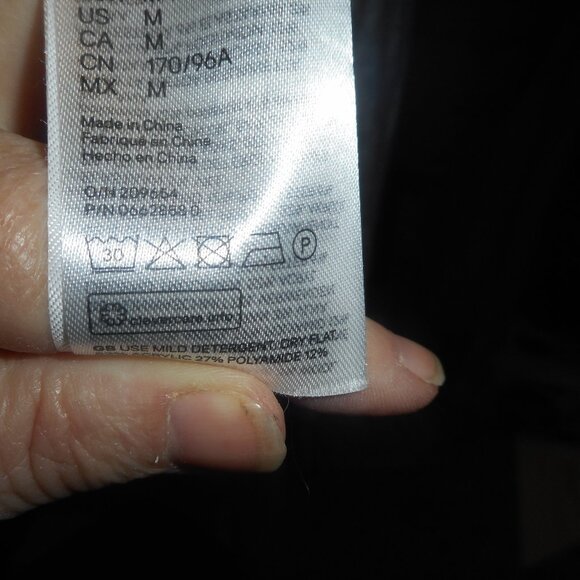 US M
CA M
CN 170/96A
MX M
Made in China
Fabriqué en Chine
Hecho en China
O/N 209664
P/N
30
P
clevercare.info
GB USE MILD DETERGENT. DRY FLAT.
ACRYLIC 27% POLYAMIDE 12%